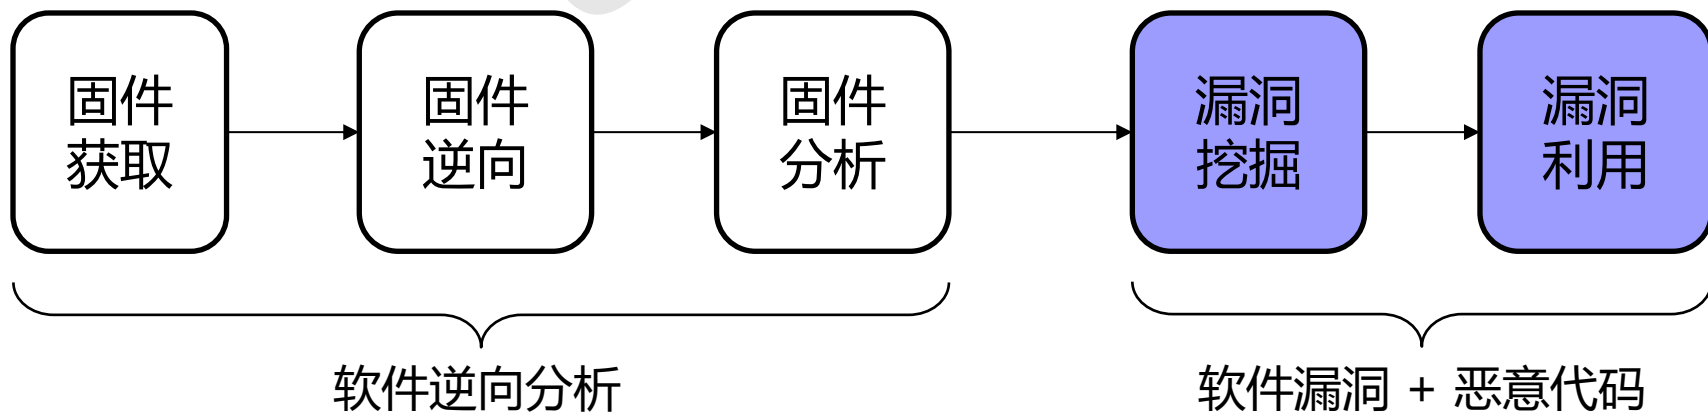 固件
获取
固件
逆向
固件
分析
漏洞
挖掘
漏洞
利用
软件逆向分析
软件漏洞 + 恶意代码